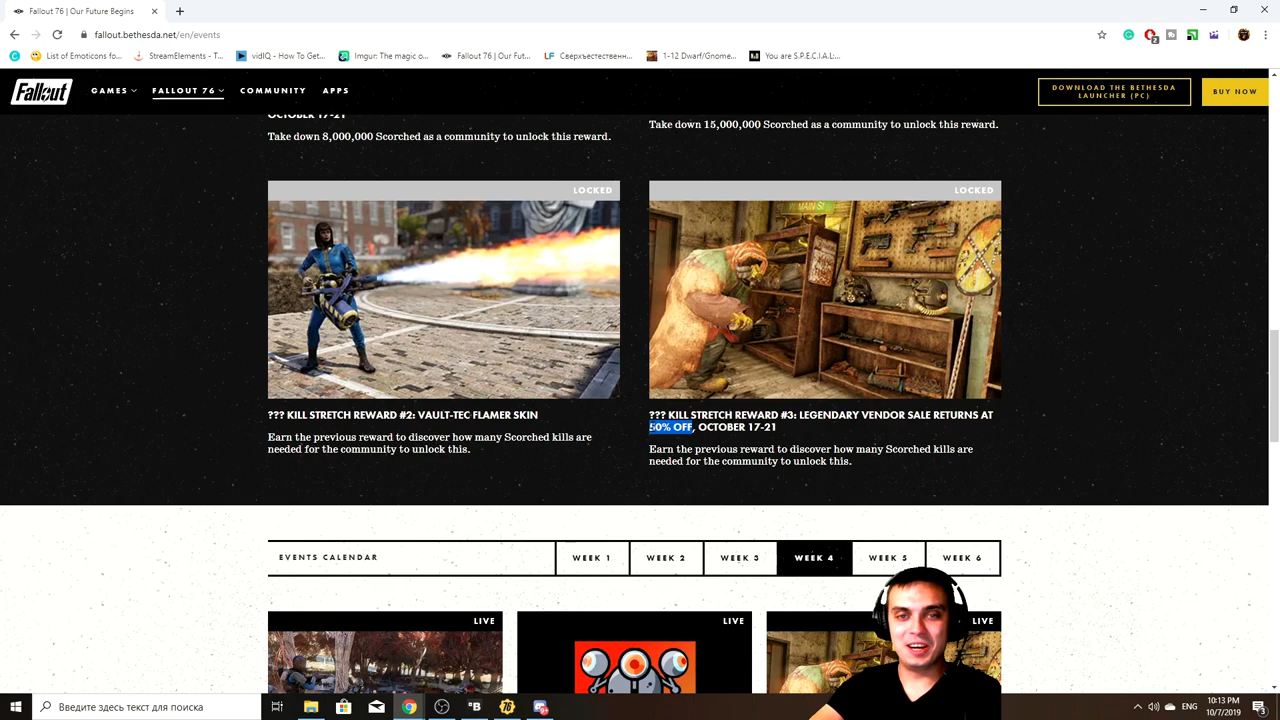 Fallout 76 | Our Future Begins
fallout.bethesda.net/en/events
2
List of Emoticons fo...
StreamElements - T...
vidIQ - How To Get...
Imgur: The magic o...
Fallout 76 | Our Fut...
LF Сверхъестественн...
1-12 Dwarf/Gnome...
You are S.P.E.C.I.A.L:...
Fallout
GAMES
FALLOUT 76
COMMUNITY
APPS
DOWNLOAD THE BETHESDA
LAUNCHER (PC)
BUY NOW
OCTOBER 17-21
Take down 8,000,000 Scorched as a community to unlock this reward.
Take down 15,000,000 Scorched as a community to unlock this reward.
LOCKED
??? KILL STRETCH REWARD #2: VAULT-TEC FLAMER SKIN
Earn the previous reward to discover how many Scorched kills are
needed for the community to unlock this.
LOCKED
??? KILL STRETCH REWARD #3: LEGENDARY VENDOR SALE RETURNS AT
50% OFF, OCTOBER 17-21
Earn the previous reward to discover how many Scorched kills are
needed for the community to unlock this.
EVENTS CALENDAR
WEEK 1
WEEK 2
WEEK 3
WEEK 4
WEEK 5
WEEK 6
LIVE
LIVE
LIVE
Введите здесь текст для поиска
76
ENG
10:13 PM
10/7/2019
3